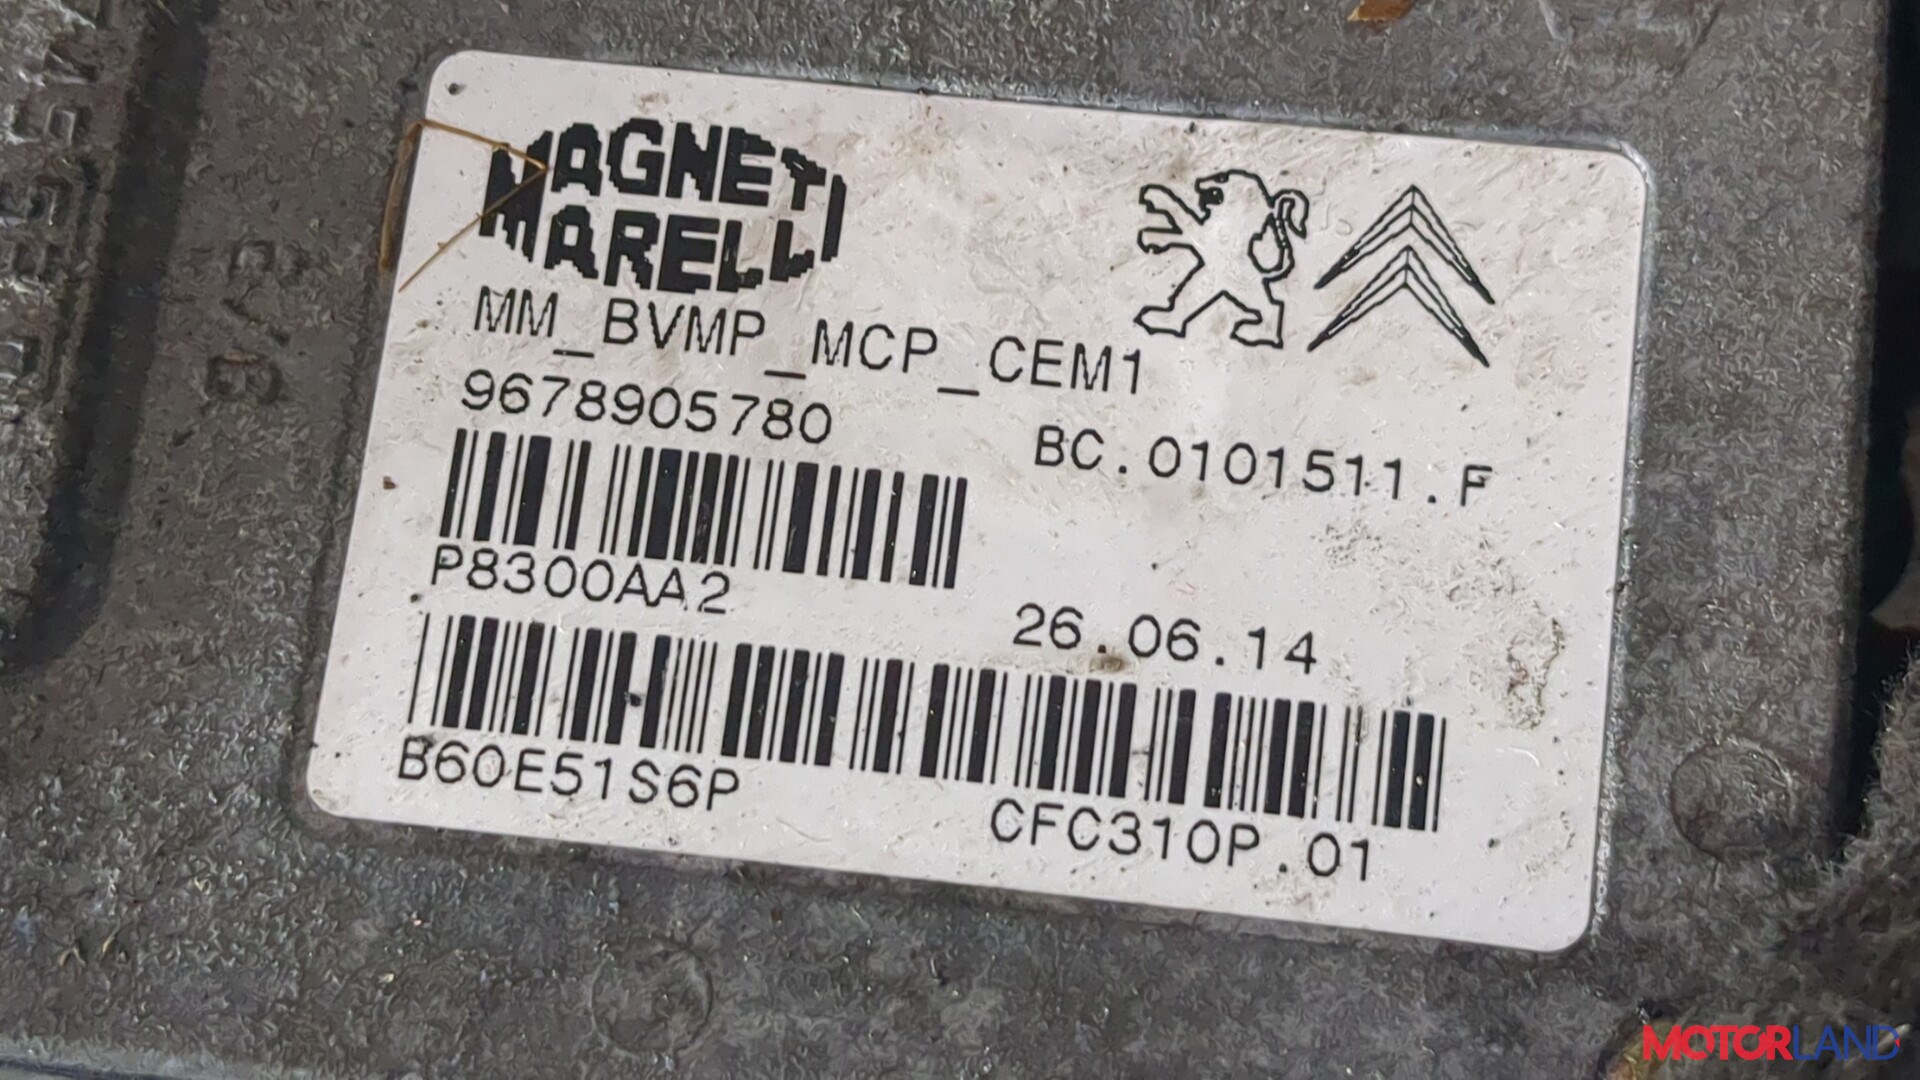 MAGNETI
MARELLI
MM_BVMP_MCP_CEM1
9678905780
BC.0101511.F
P8300AA2
26.06.14
B60E51S6P
CFC310P.01
MOTORLAND